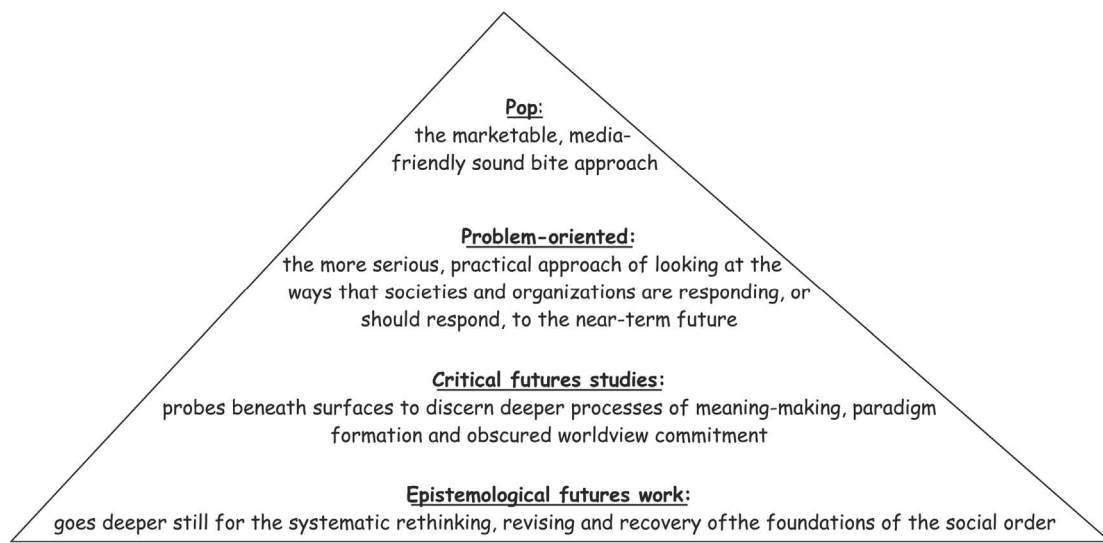 Pop:
the marketable, media-
friendly sound bite approach
Problem-oriented:
the more serious, practical approach of looking at the
ways that societies and organizations are responding, or
should respond, to the near-term future
Critical futures studies:
probes beneath surfaces to discern deeper processes of meaning-making, paradigm
formation and obscured worldview commitment
Epistemological futures work:
goes deeper still for the systematic rethinking, revising and recovery ofthe foundations of the social order